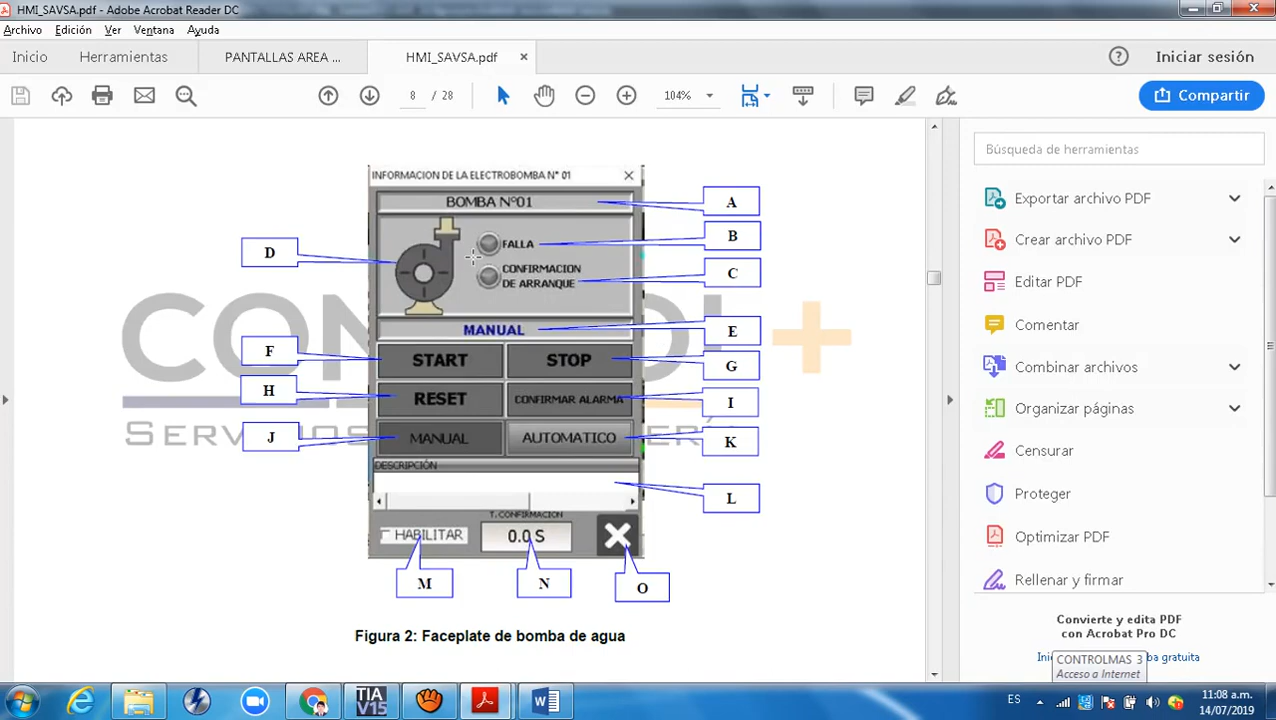 HMI_SAVSA.pdf - Adobe Acrobat Reader DC
Archivo Edición Ver Ventana Ayuda
Inicio Herramientas PANTALLAS AREA ... HMI_SAVSA.pdf × Iniciar sesión
8 / 28 104% Compartir
Búsqueda de herramientas
Exportar archivo PDF
Crear archivo PDF
Editar PDF
Comentar
Combinar archivos
Organizar páginas
Censurar
Proteger
Optimizar PDF
Rellenar y firmar
Convierte y edita PDF
con Acrobat Pro DC
CONTROLMAS 3
Acceso a Internet
INFORMACION DE LA ELECTROBOMBA N° 01
BOMBA N°01
FALLA
CONFIRMACION
DE ARRANQUE
MANUAL
START STOP
RESET CONFIRMAR ALARMA
MANUAL AUTOMATICO
DESCRIPCIÓN
T. CONFIRMACION
HABILITAR 0.0 S
A
B
C
D
E
F
G
H
I
J
K
L
M
N
O
Figura 2: Faceplate de bomba de agua
TIA
V15
ES
11:08 a.m.
14/07/2019